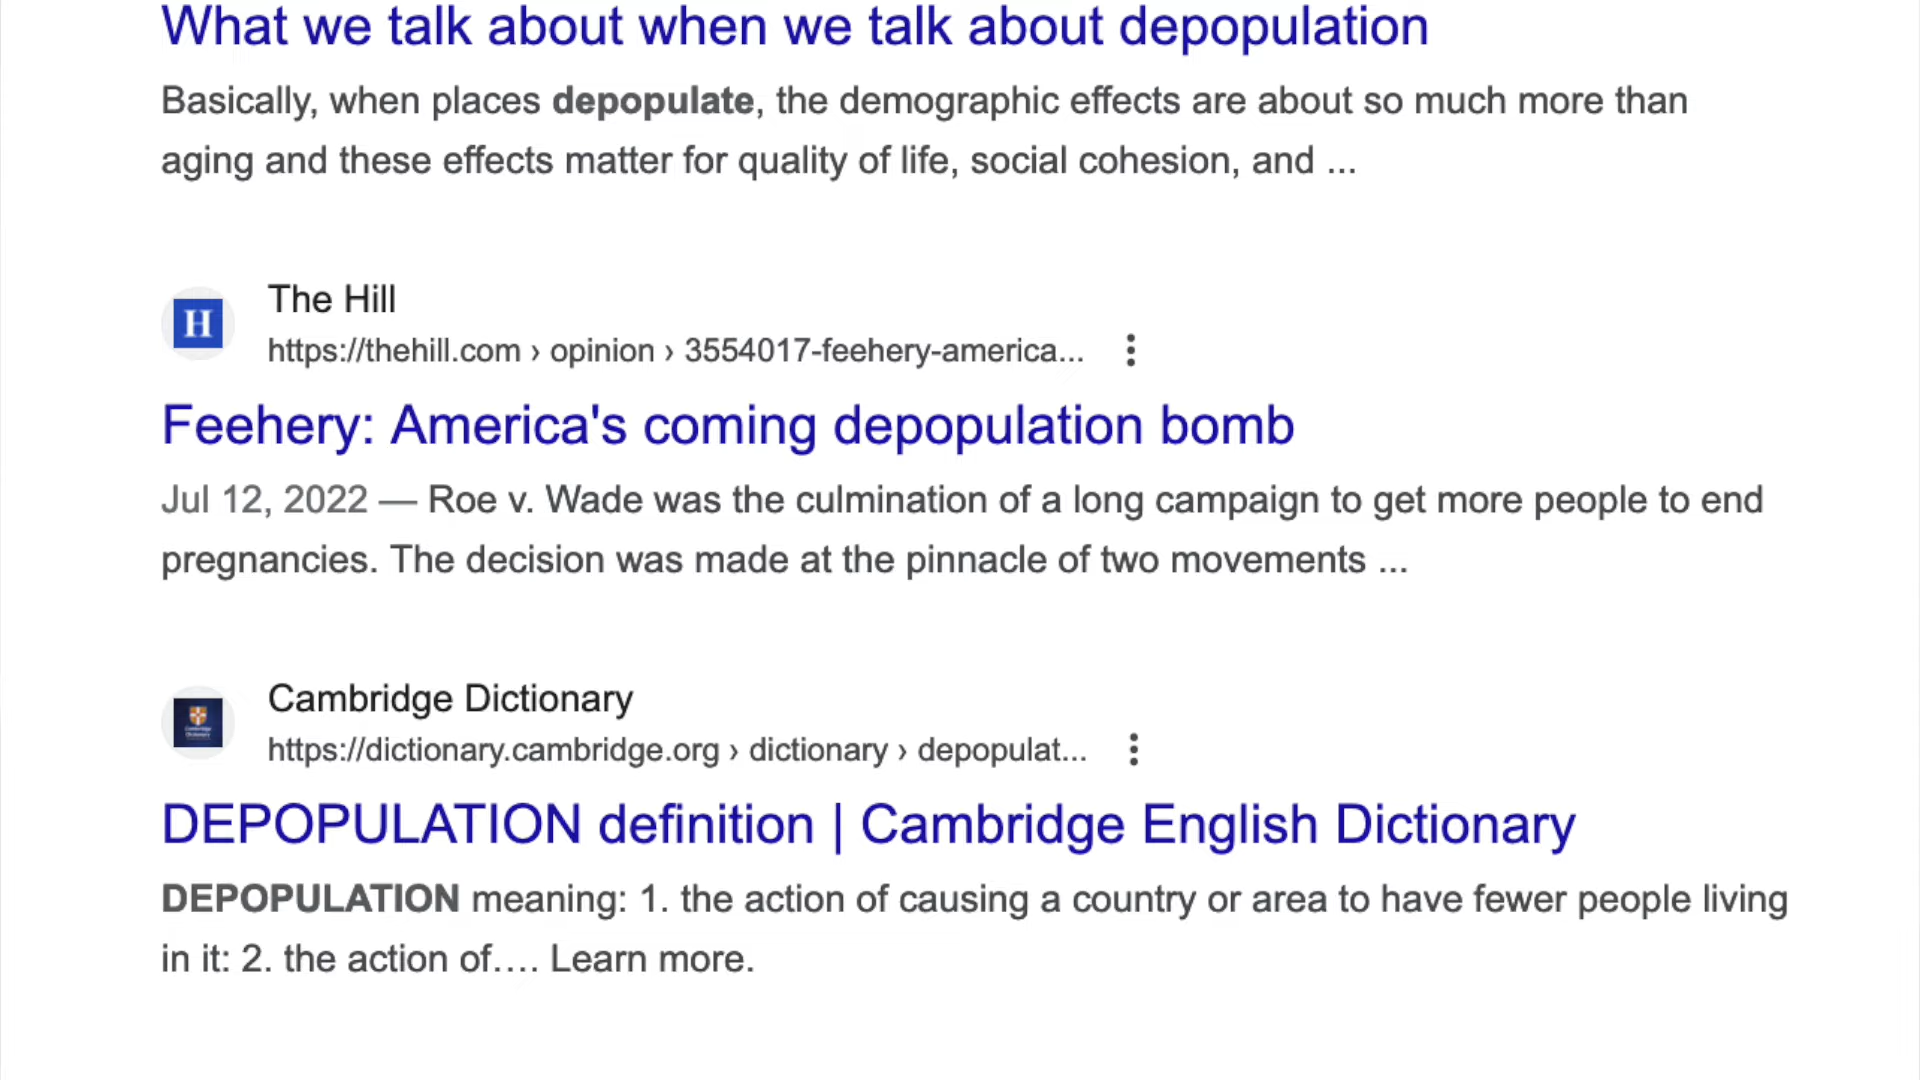 What we talk about when we talk about depopulation
Basically, when places depopulate, the demographic effects are about so much more than
aging and these effects matter for quality of life, social cohesion, and ...
H
The Hill
https://thehill.com › opinion › 3554017-feehery-america...
Feehery: America's coming depopulation bomb
Jul 12, 2022 — Roe v. Wade was the culmination of a long campaign to get more people to end
pregnancies. The decision was made at the pinnacle of two movements ...
Cambridge Dictionary
https://dictionary.cambridge.org › dictionary › depopulat...
DEPOPULATION definition | Cambridge English Dictionary
DEPOPULATION meaning: 1. the action of causing a country or area to have fewer people living
in it: 2. the action of…. Learn more.